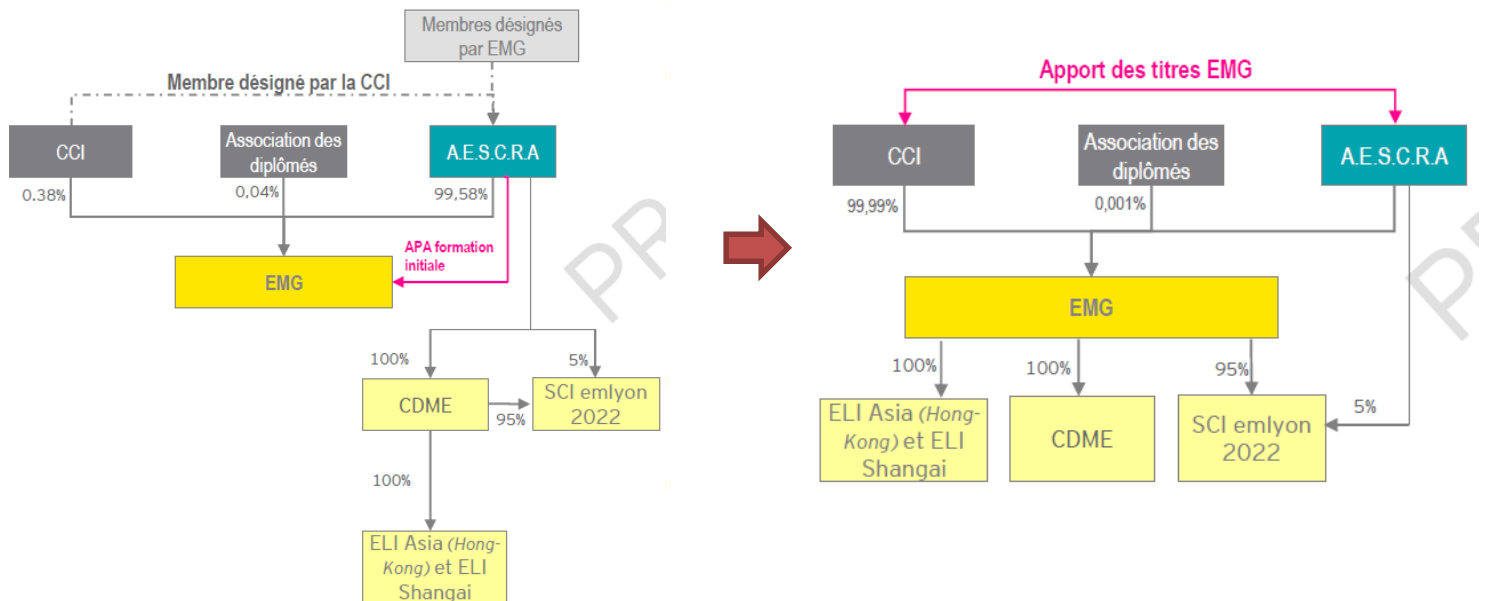 Membres désignés
par EMG
Membre désigné par la CCI
CCI
Association des
diplômés
A.E.S.C.R.A
0.38%
0,04%
99,58%
APA formation
initiale
EMG
100%
5%
CDME
95%
SCI emlyon
2022
100%
ELI Asia (Hong-
Kong) et ELI
Shangai
Apport des titres EMG
CCI
Association des
diplômés
A.E.S.C.R.A
99,99%
0,001%
EMG
100%
100%
95%
5%
ELI Asia (Hong-
Kong) et ELI
Shangai
CDME
SCI emlyon
2022